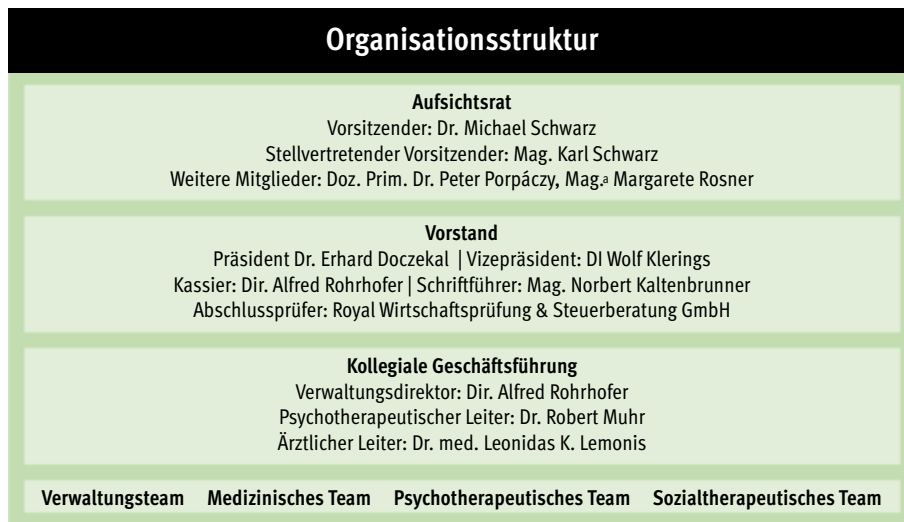 Organisationsstruktur
Aufsichtsrat
Vorsitzender: Dr. Michael Schwarz
Stellvertretender Vorsitzender: Mag. Karl Schwarz
Weitere Mitglieder: Doz. Prim. Dr. Peter Porpáczy, Mag.ᵃ Margarete Rosner
Vorstand
Präsident Dr. Erhard Doczekal | Vizepräsident: DI Wolf Klerings
Kassier: Dir. Alfred Rohrhofer | Schriftführer: Mag. Norbert Kaltenbrunner
Abschlussprüfer: Royal Wirtschaftsprüfung & Steuerberatung GmbH
Kollegiale Geschäftsführung
Verwaltungsdirektor: Dir. Alfred Rohrhofer
Psychotherapeutischer Leiter: Dr. Robert Muhr
Ärztlicher Leiter: Dr. med. Leonidas K. Lemonis
Verwaltungsteam Medizinisches Team Psychotherapeutisches Team Sozialtherapeutisches Team